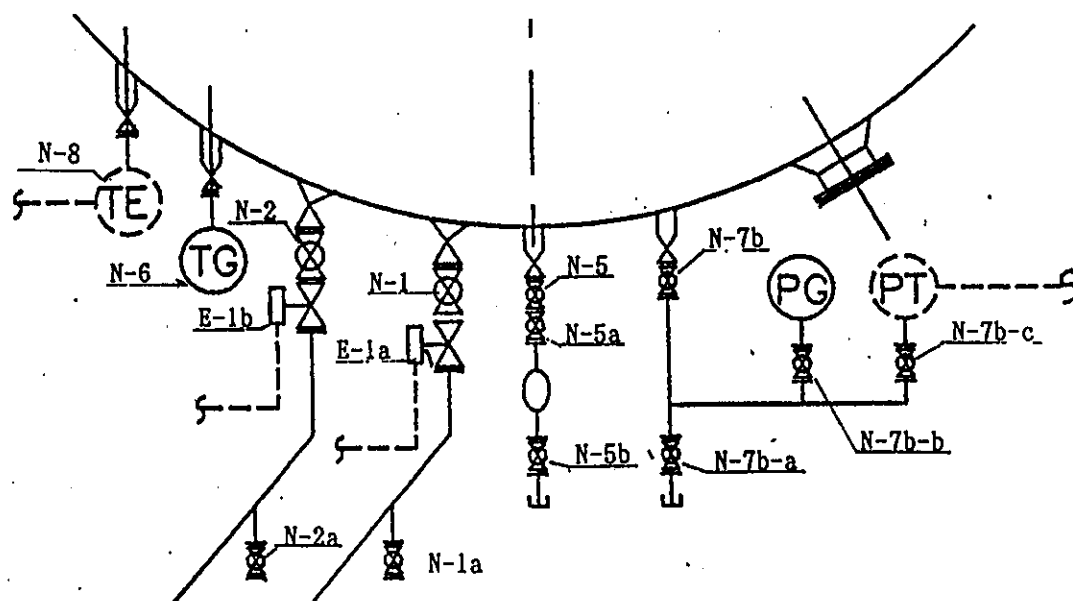 N-8
TE
N-2
N-6
TG
E-1b
N-1
E-1a
N-5
N-5a
N-5b
N-7b
PG
PT
N-7b-c
N-7b-b
N-7b-a
N-2a
N-1a